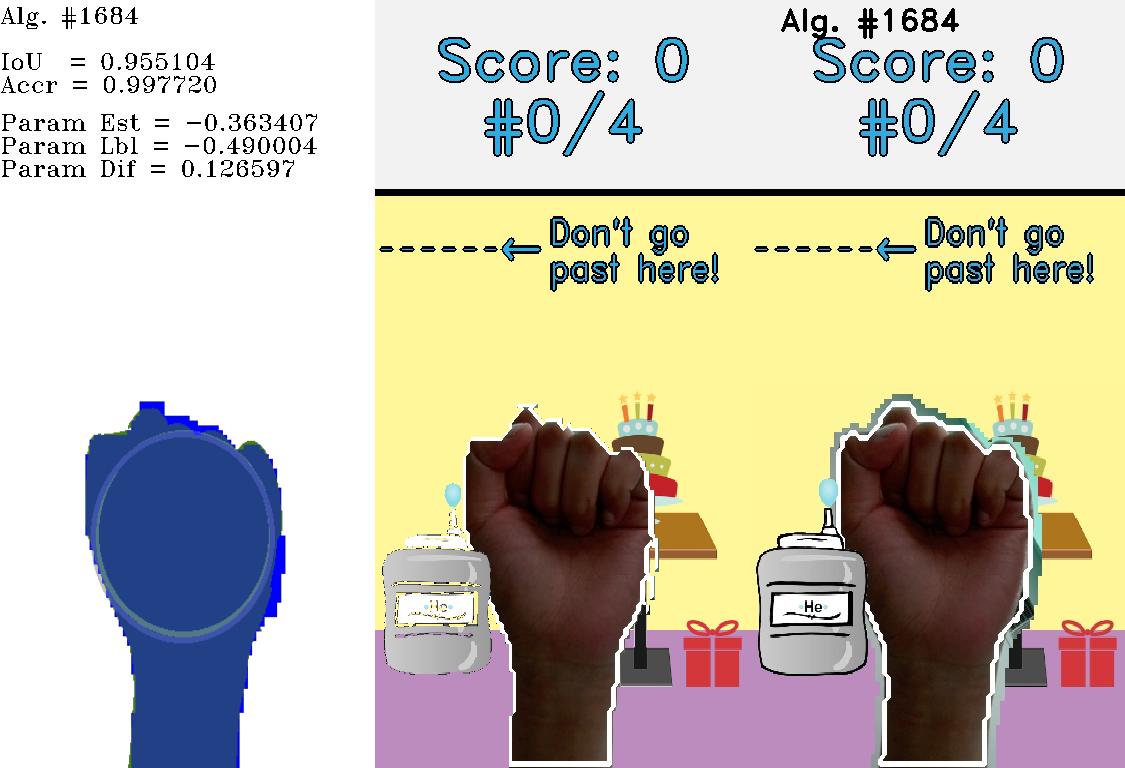 Alg. #1684
IoU = 0.955104
Accr = 0.997720
Param Est = −0.363407
Param Lbl = −0.490004
Param Dif = 0.126597
Score: 0
#0/4
Don't go
past here!
He
Alg. #1684
Score: 0
#0/4
Don't go
past here!
He